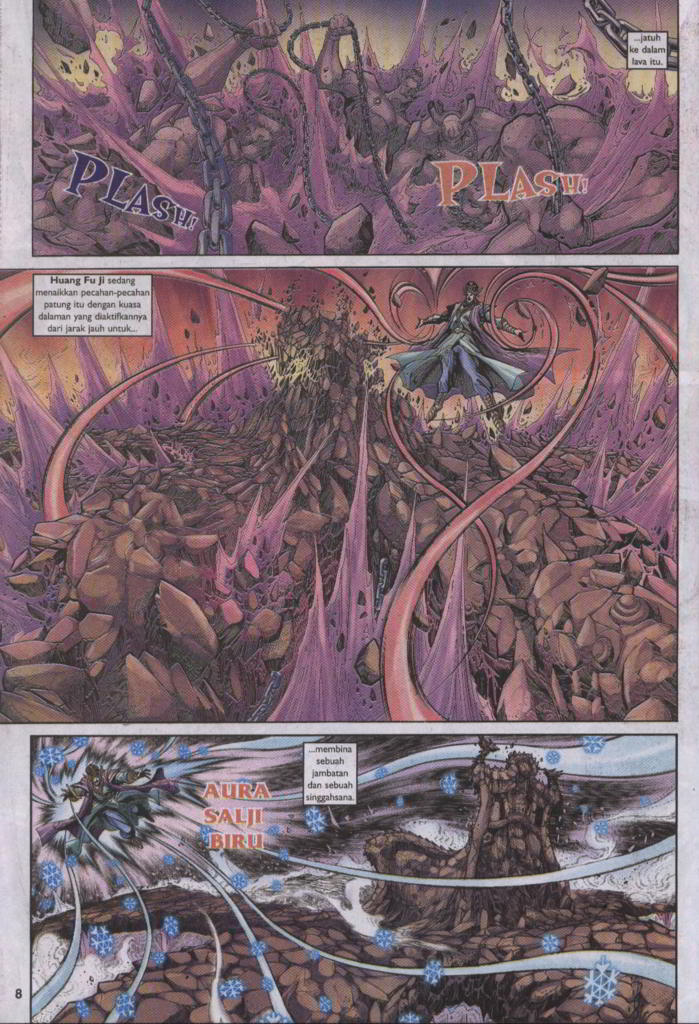 ...jatuh
ke dalam
lava itu.
PLASH!
PLASH!
Huang Fu Ji sedang
menaikkan pecahan-pecahan
patung itu dengan kuasa
dalaman yang diaktifkannya
dari jarak jauh untuk...
...membina
sebuah
jambatan
dan sebuah
singgahsana.
AURA
SALJI
BIRU
8